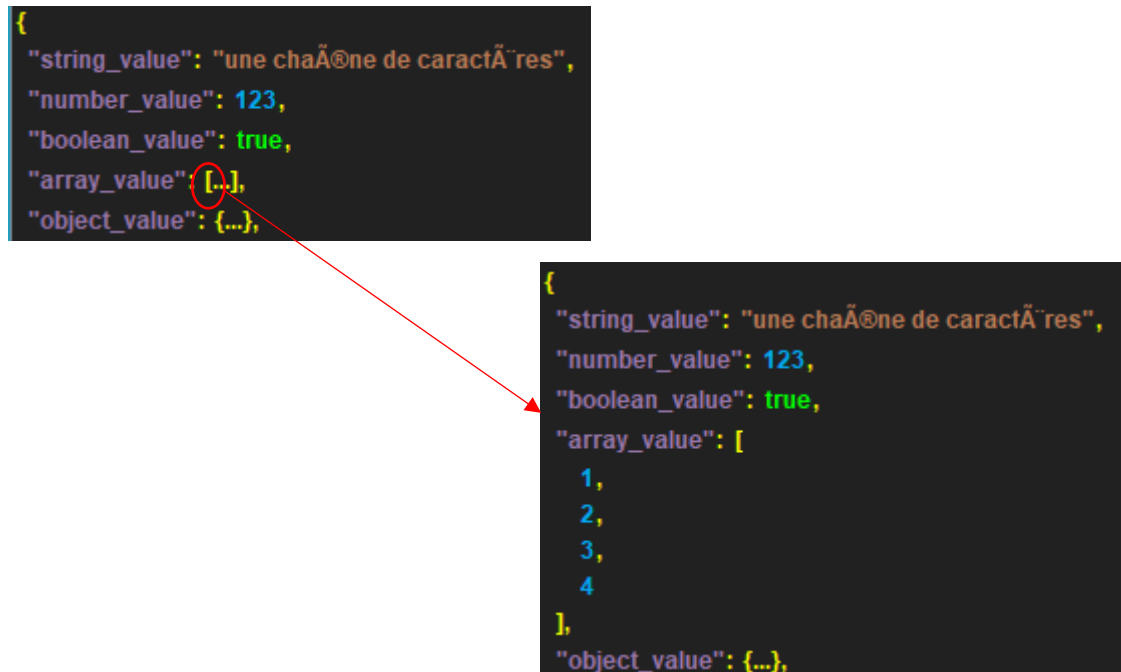 {
"string_value": "une chaÃ®ne de caractÃ¨res",
"number_value": 123,
"boolean_value": true,
"array_value": [...],
"object_value": {...},
{
"string_value": "une chaÃ®ne de caractÃ¨res",
"number_value": 123,
"boolean_value": true,
"array_value": [
1,
2,
3,
4
],
"object_value": {...},